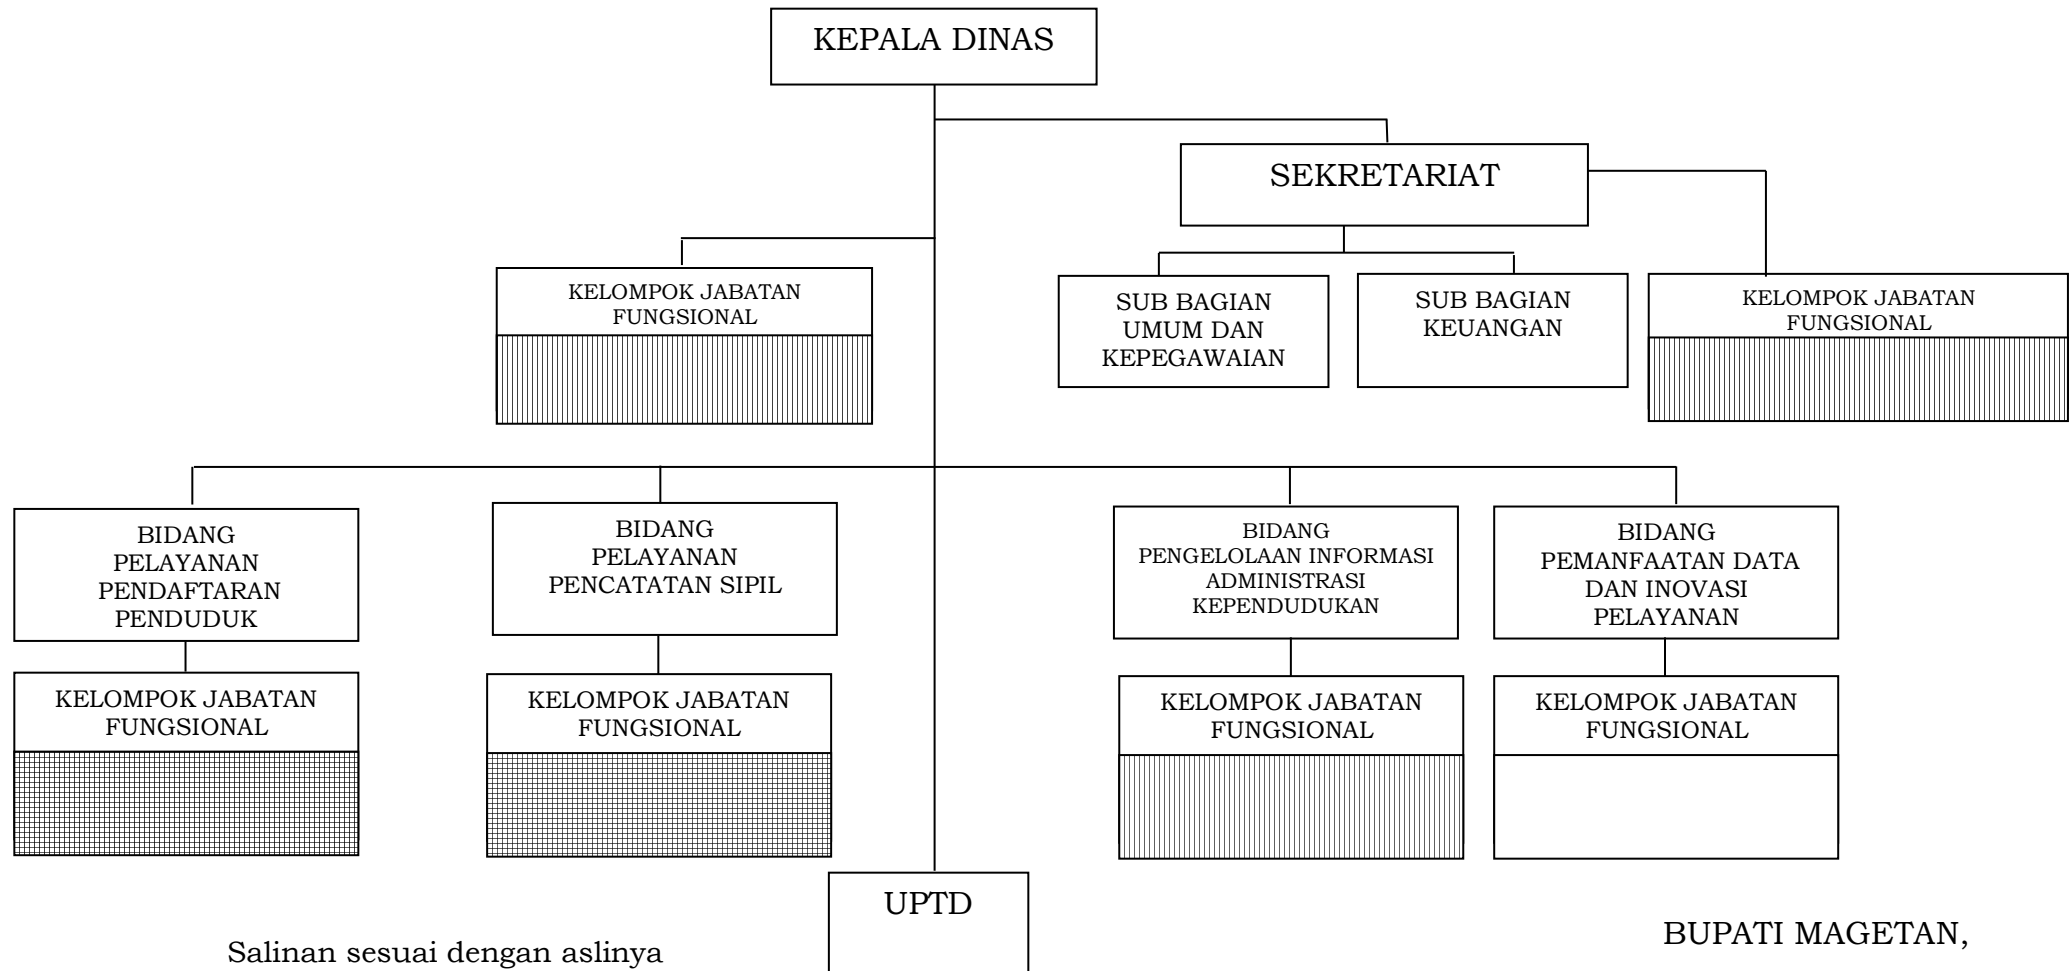 KEPALA DINAS
SEKRETARIAT
KELOMPOK JABATAN
FUNGSIONAL
SUB BAGIAN
UMUM DAN
KEPEGAWAIAN
SUB BAGIAN
KEUANGAN
KELOMPOK JABATAN
FUNGSIONAL
BIDANG
PELAYANAN
PENDAFTARAN
PENDUDUK
BIDANG
PELAYANAN
PENCATATAN SIPIL
BIDANG
PENGELOLAAN INFORMASI
ADMINISTRASI
KEPENDUDUKAN
BIDANG
PEMANFAATAN DATA
DAN INOVASI
PELAYANAN
KELOMPOK JABATAN
FUNGSIONAL
KELOMPOK JABATAN
FUNGSIONAL
KELOMPOK JABATAN
FUNGSIONAL
KELOMPOK JABATAN
FUNGSIONAL
UPTD
Salinan sesuai dengan aslinya
BUPATI MAGETAN,